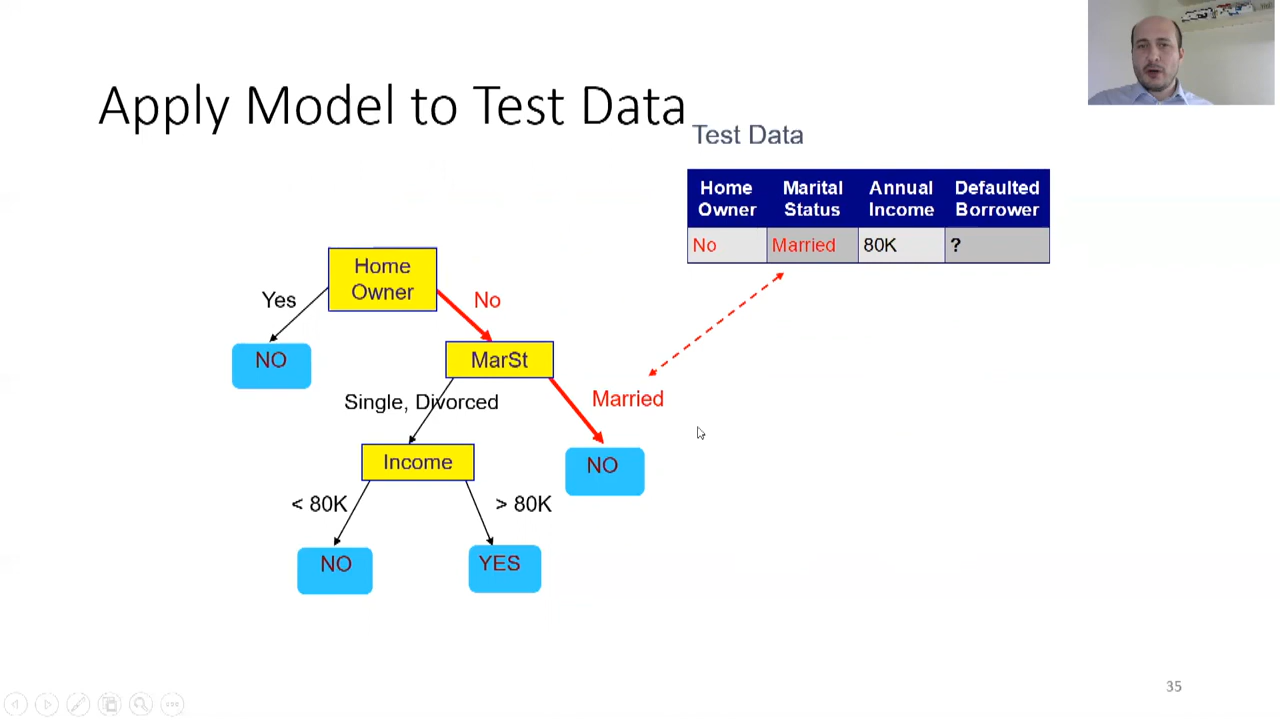 Apply Model to Test Data
Test Data
Home Owner
Marital Status
Annual Income
Defaulted Borrower
No
Married
80K
?
Home
Owner
Yes
No
NO
MarSt
Single, Divorced
Married
Income
NO
< 80K
> 80K
NO
YES
35